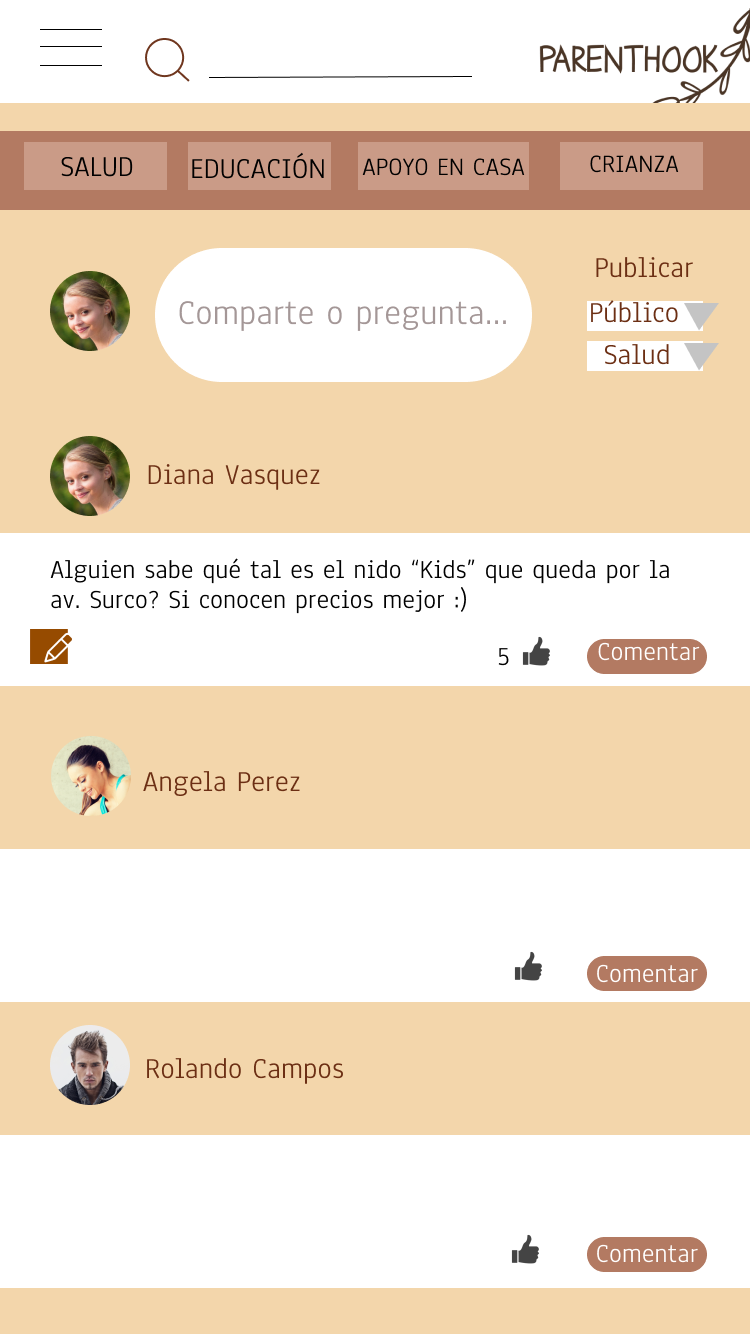 PARENTHOOK
SALUD
EDUCACIÓN
APOYO EN CASA
CRIANZA
Comparte o pregunta...
Publicar
Público
Salud
Diana Vasquez
Alguien sabe qué tal es el nido “Kids” que queda por la
av. Surco? Si conocen precios mejor :)
5
Comentar
Angela Perez
Comentar
Rolando Campos
Comentar